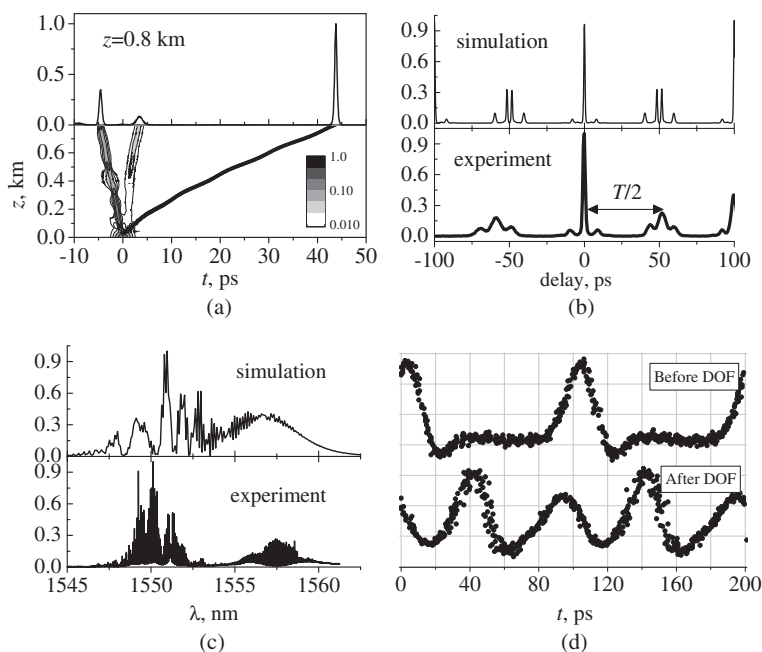 z=0.8 km
1.0
0.5
0.0
z, km
0.6
0.4
0.2
0.0
1.0
0.10
0.010
-10 0 10 20 30 40 50
t, ps
(a)
simulation
0.9
0.6
0.3
0.0
experiment
T/2
0.9
0.6
0.3
0.0
-100 -50 0 50 100
delay, ps
(b)
simulation
0.9
0.6
0.3
0.0
experiment
0.9
0.6
0.3
0.0
1545 1550 1555 1560
λ, nm
(c)
Before DOF
After DOF
0 40 80 120 160 200
t, ps
(d)